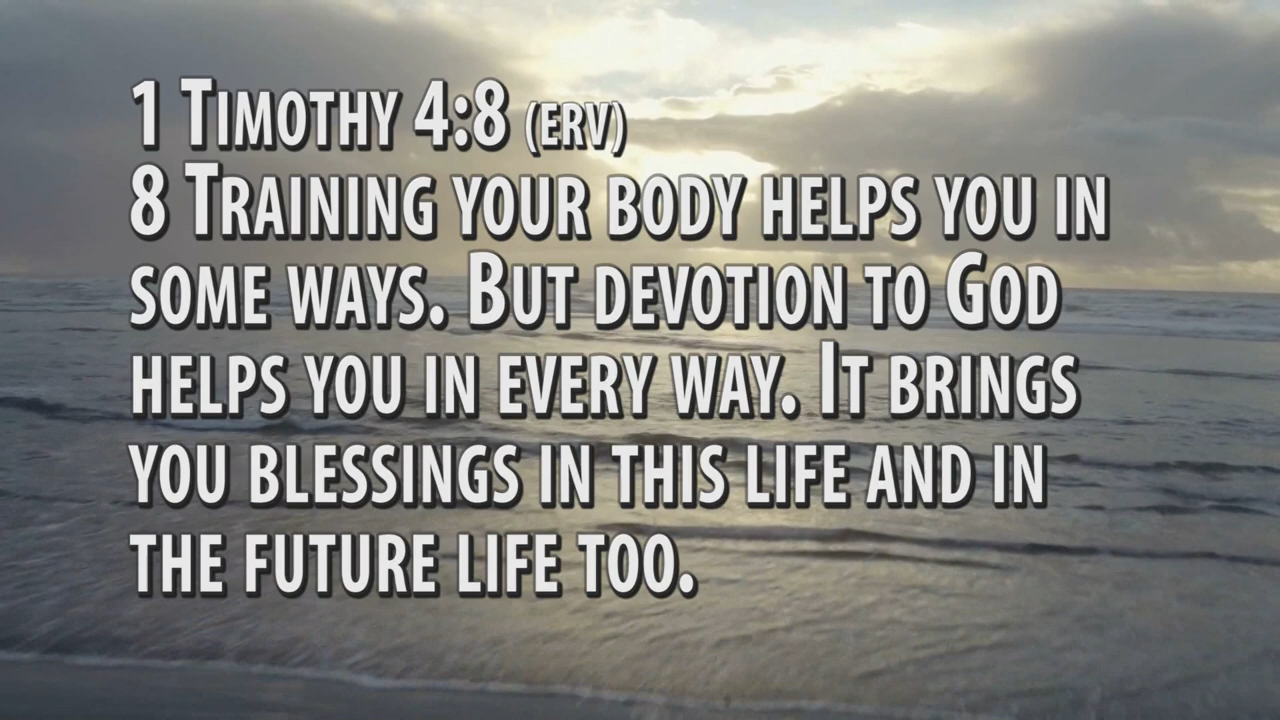 1 Timothy 4:8 (ERV)
8 Training your body helps you in
some ways. But devotion to God
helps you in every way. It brings
you blessings in this life and in
the future life too.